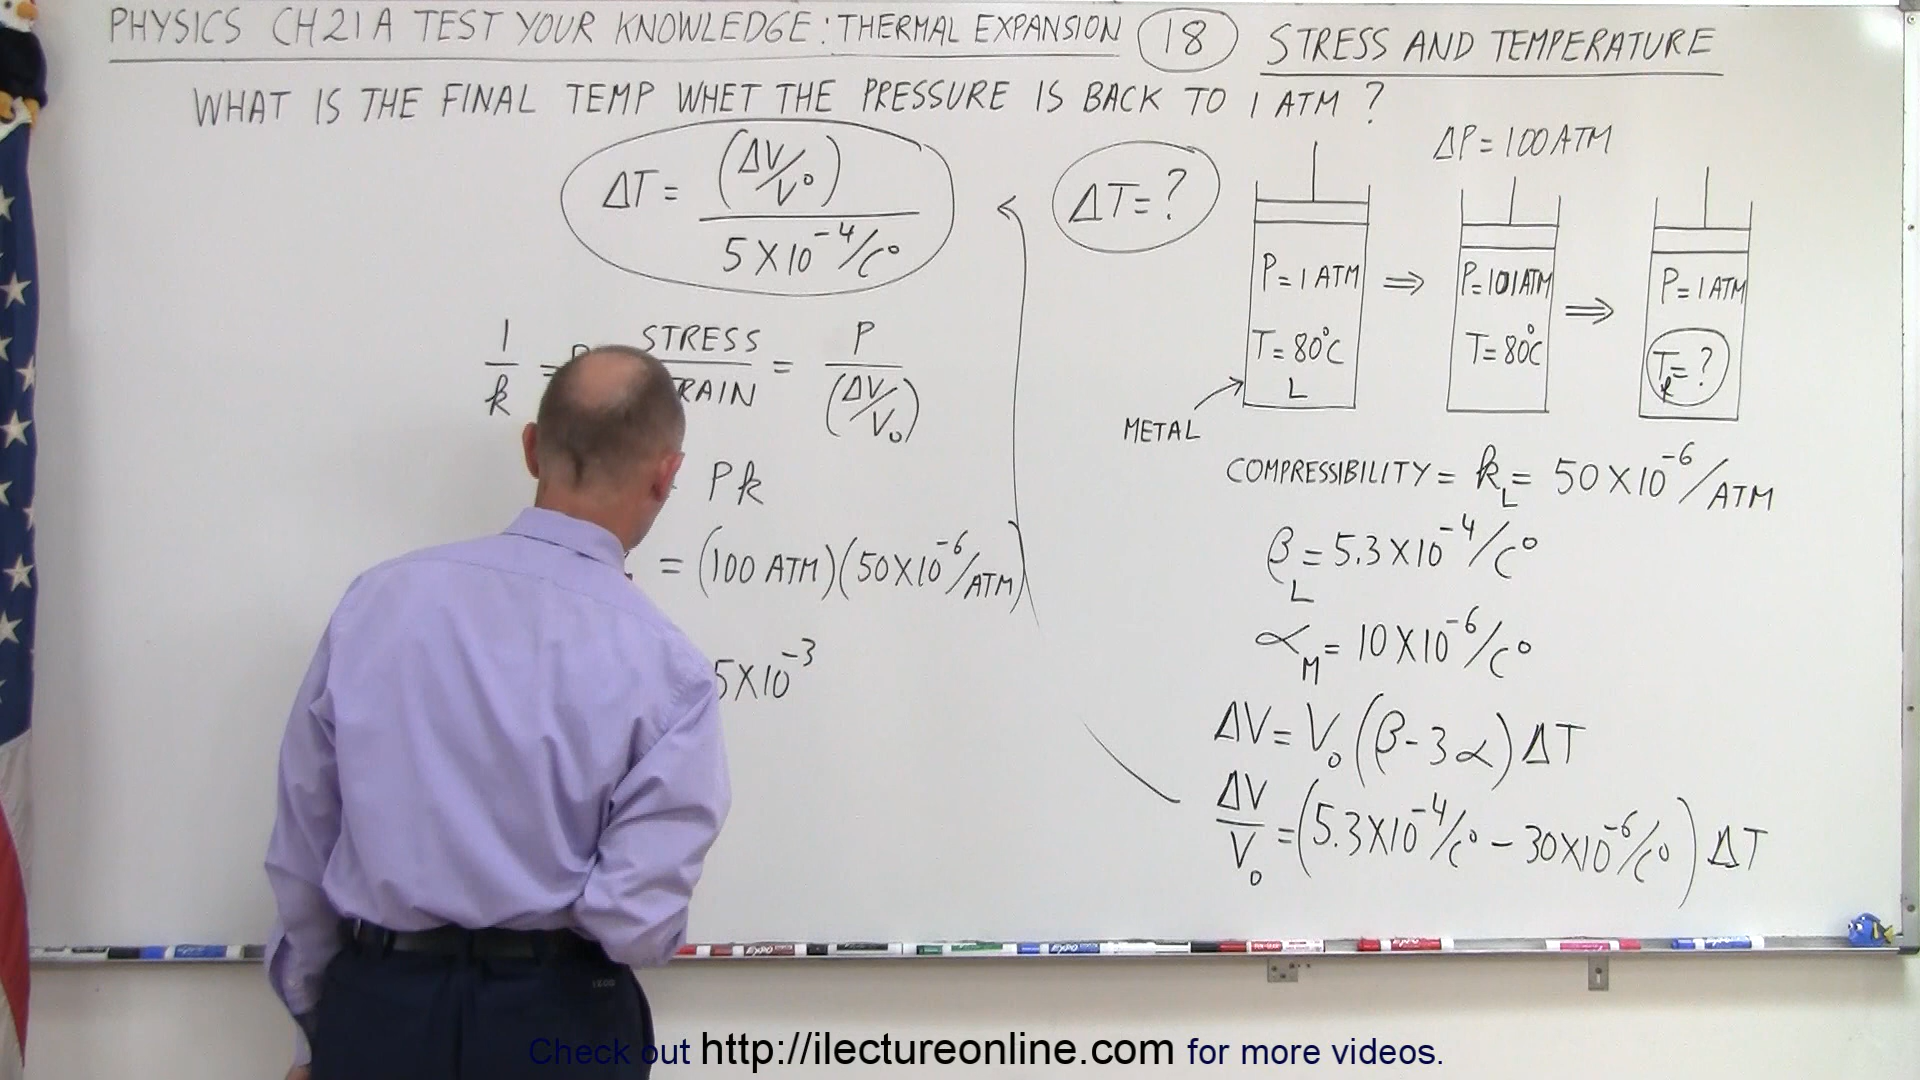 PHYSICS CH21A TEST YOUR KNOWLEDGE: THERMAL EXPANSION 18 STRESS AND TEMPERATURE
WHAT IS THE FINAL TEMP WHET THE PRESSURE IS BACK TO 1 ATM ?
ΔT = (ΔV/V₀) / 5X10⁻⁴/C°
1/k = STRESS / RAIN = P / (ΔV/V₀)
Pk
= (100 ATM)(50X10⁻⁶/ATM)
5X10⁻³
ΔT = ?
ΔP = 100 ATM
P = 1 ATM ⇒ P = 101 ATM ⇒ P = 1 ATM
T = 80°C T = 80°C T_f = ?
L
METAL
COMPRESSIBILITY = k_L = 50X10⁻⁶/ATM
β_L = 5.3X10⁻⁴/C°
α_M = 10X10⁻⁶/C°
ΔV = V₀(β-3α)ΔT
ΔV/V₀ = (5.3X10⁻⁴/C° - 30X10⁻⁶/C°)ΔT
EXPO
EXPO
Check out http://ilectureonline.com for more videos.